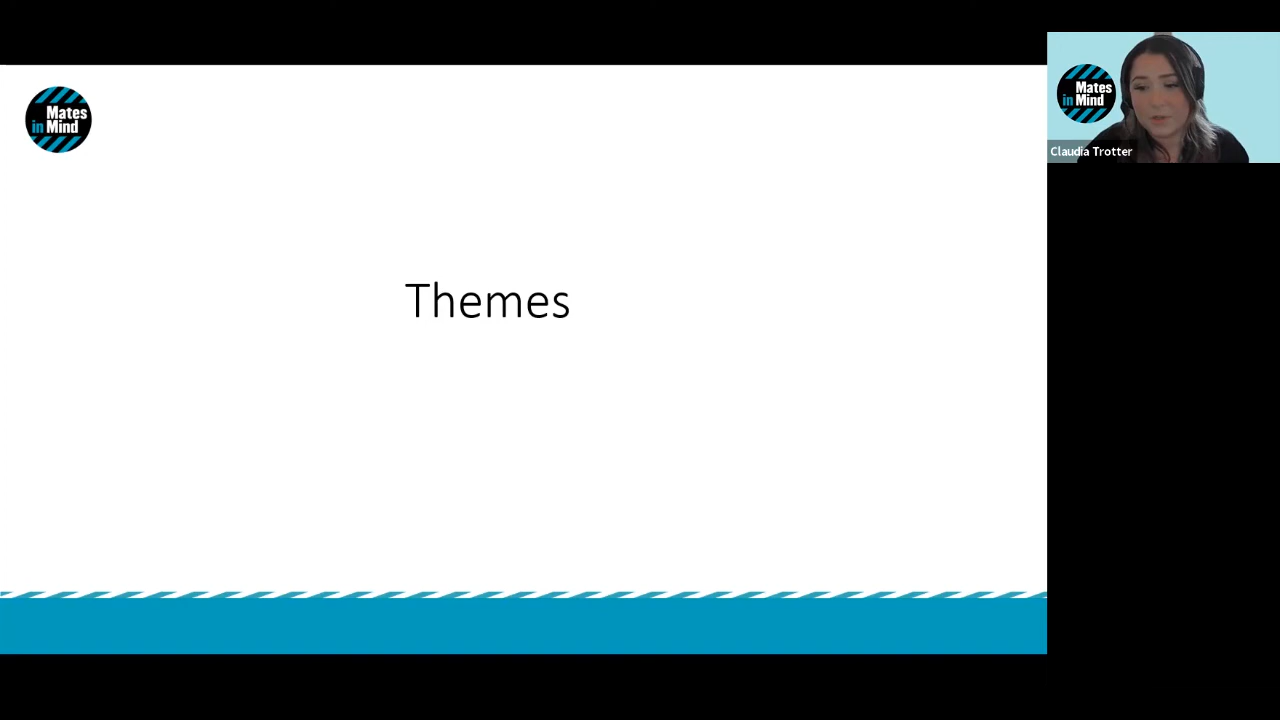 Mates
in Mind
Themes
Mates
in Mind
Claudia Trotter